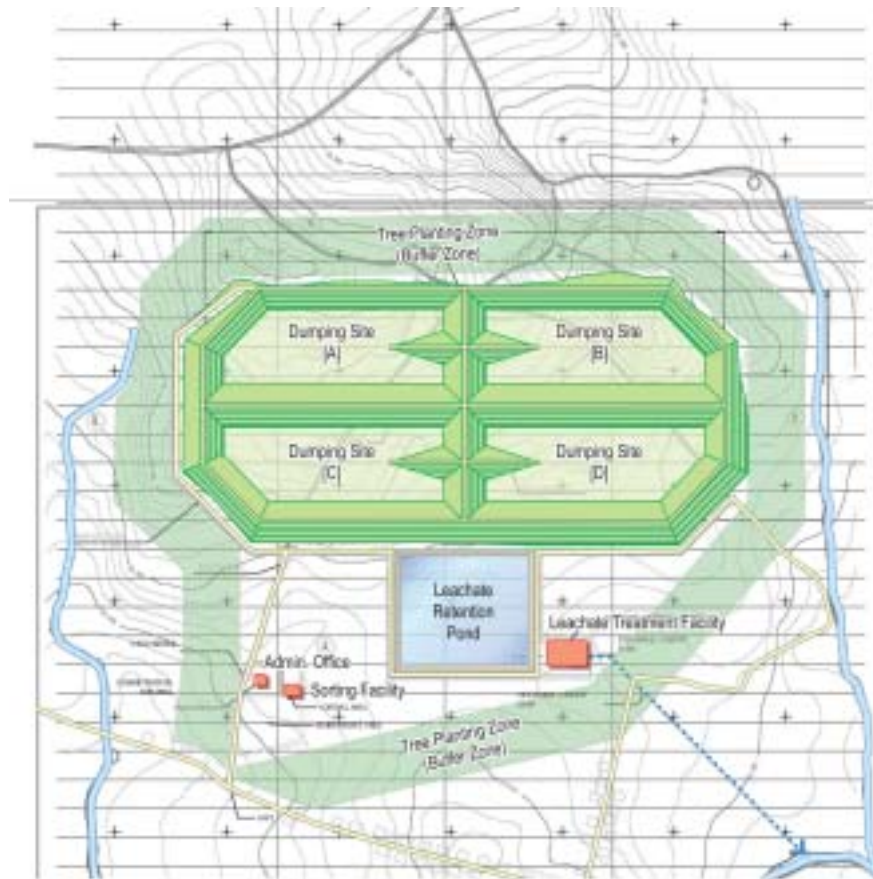 Tree Planting Zone
(Buffer Zone)
Dumping Site
(A)
Dumping Site
(B)
Dumping Site
(C)
Dumping Site
(D)
Leachate
Retention
Pond
Leachate Treatment Facility
Admin. Office
Sorting Facility
Tree Planting Zone
(Buffer Zone)